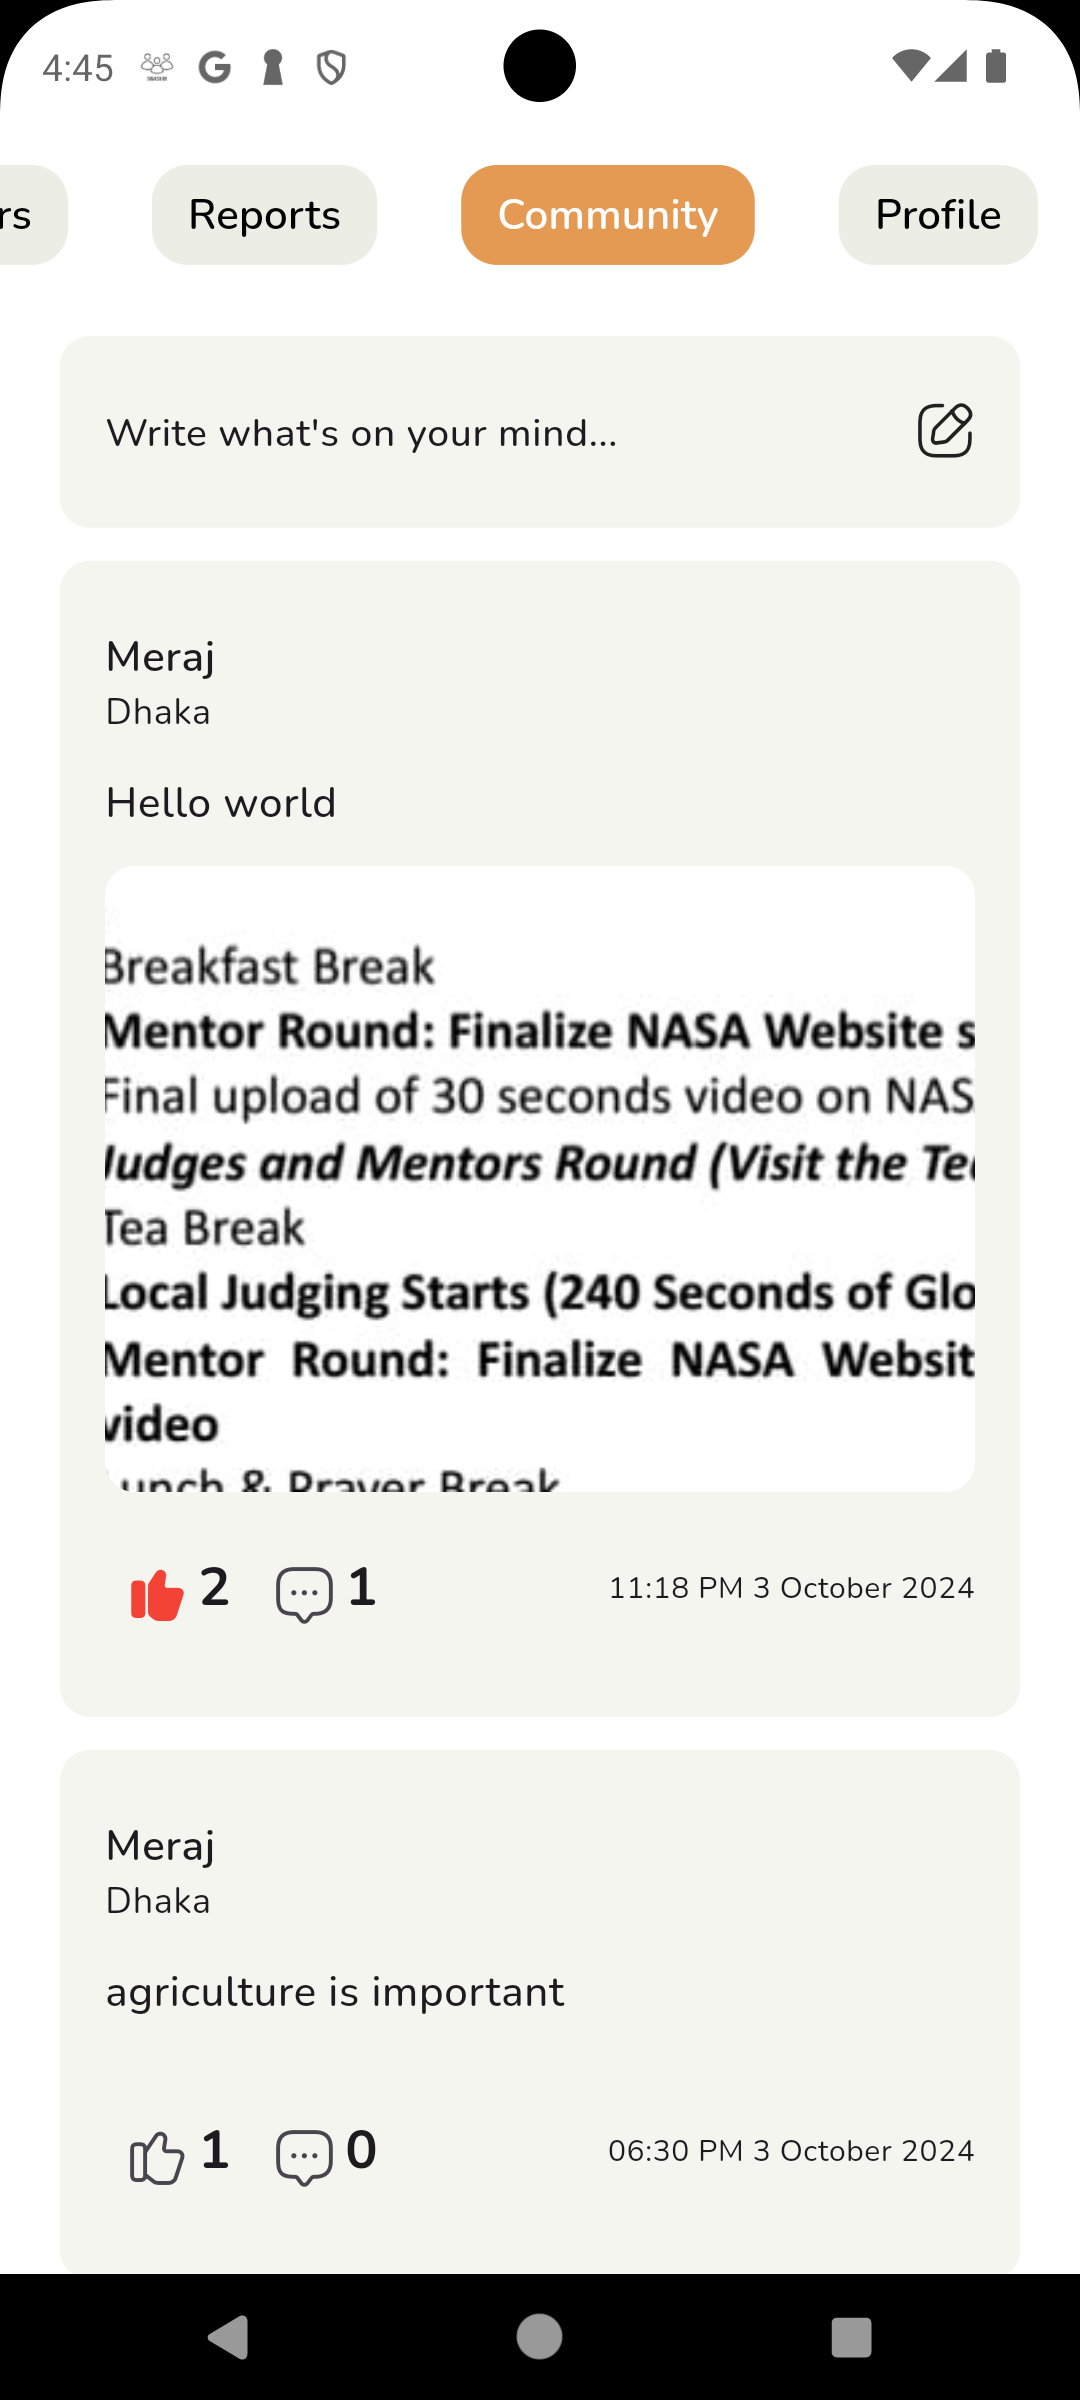 4:45
rs Reports Community Profile
Write what's on your mind...
Meraj
Dhaka
Hello world
Breakfast Break
Mentor Round: Finalize NASA Website s
Final upload of 30 seconds video on NAS
Judges and Mentors Round (Visit the Te
Tea Break
Local Judging Starts (240 Seconds of Glo
Mentor Round: Finalize NASA Websit
video
Lunch & Prayer Break
2 1 11:18 PM 3 October 2024
Meraj
Dhaka
agriculture is important
1 0 06:30 PM 3 October 2024